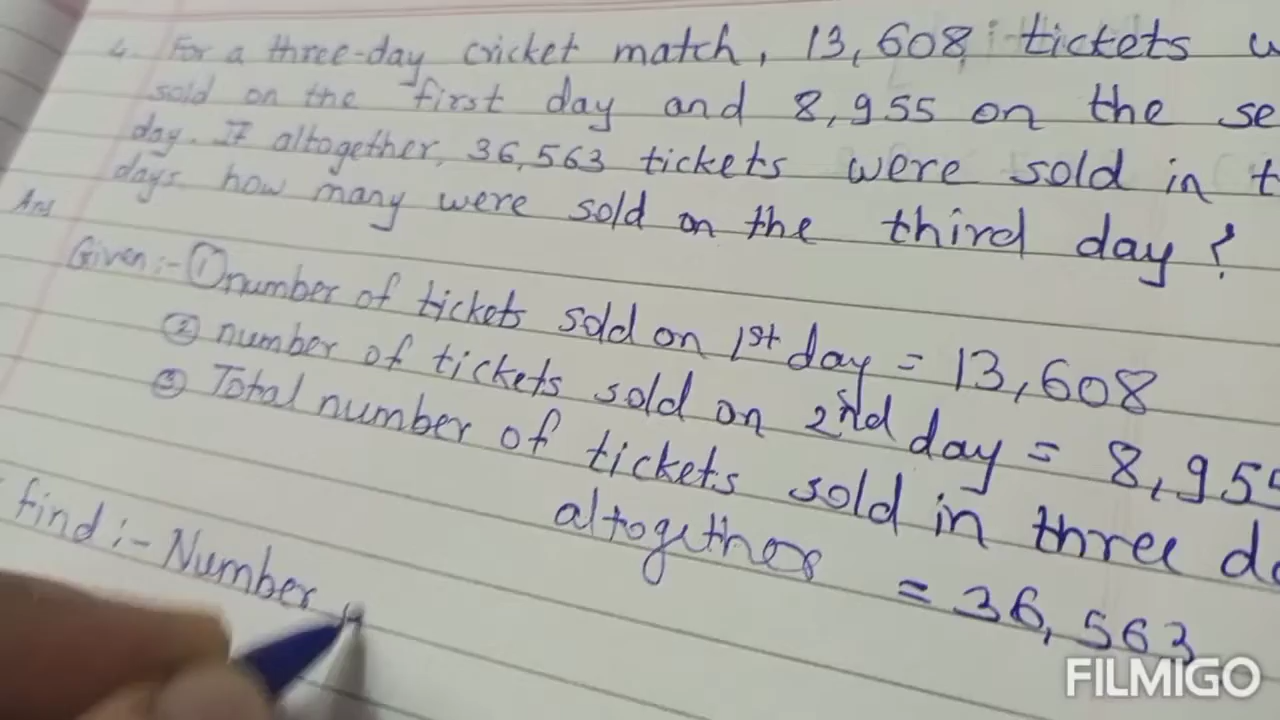 4. For a three-day cricket match, 13,608 tickets
sold on the first day and 8,955 on the se
day. If altogether, 36,563 tickets were sold in t
days, how many were sold on the third day?
Ans
Given:- ① number of tickets sold on 1st day = 13,608
② number of tickets sold on 2nd day = 8,955
③ Total number of tickets sold in three da
altogether = 36,563
find:- Number
FILMIGO